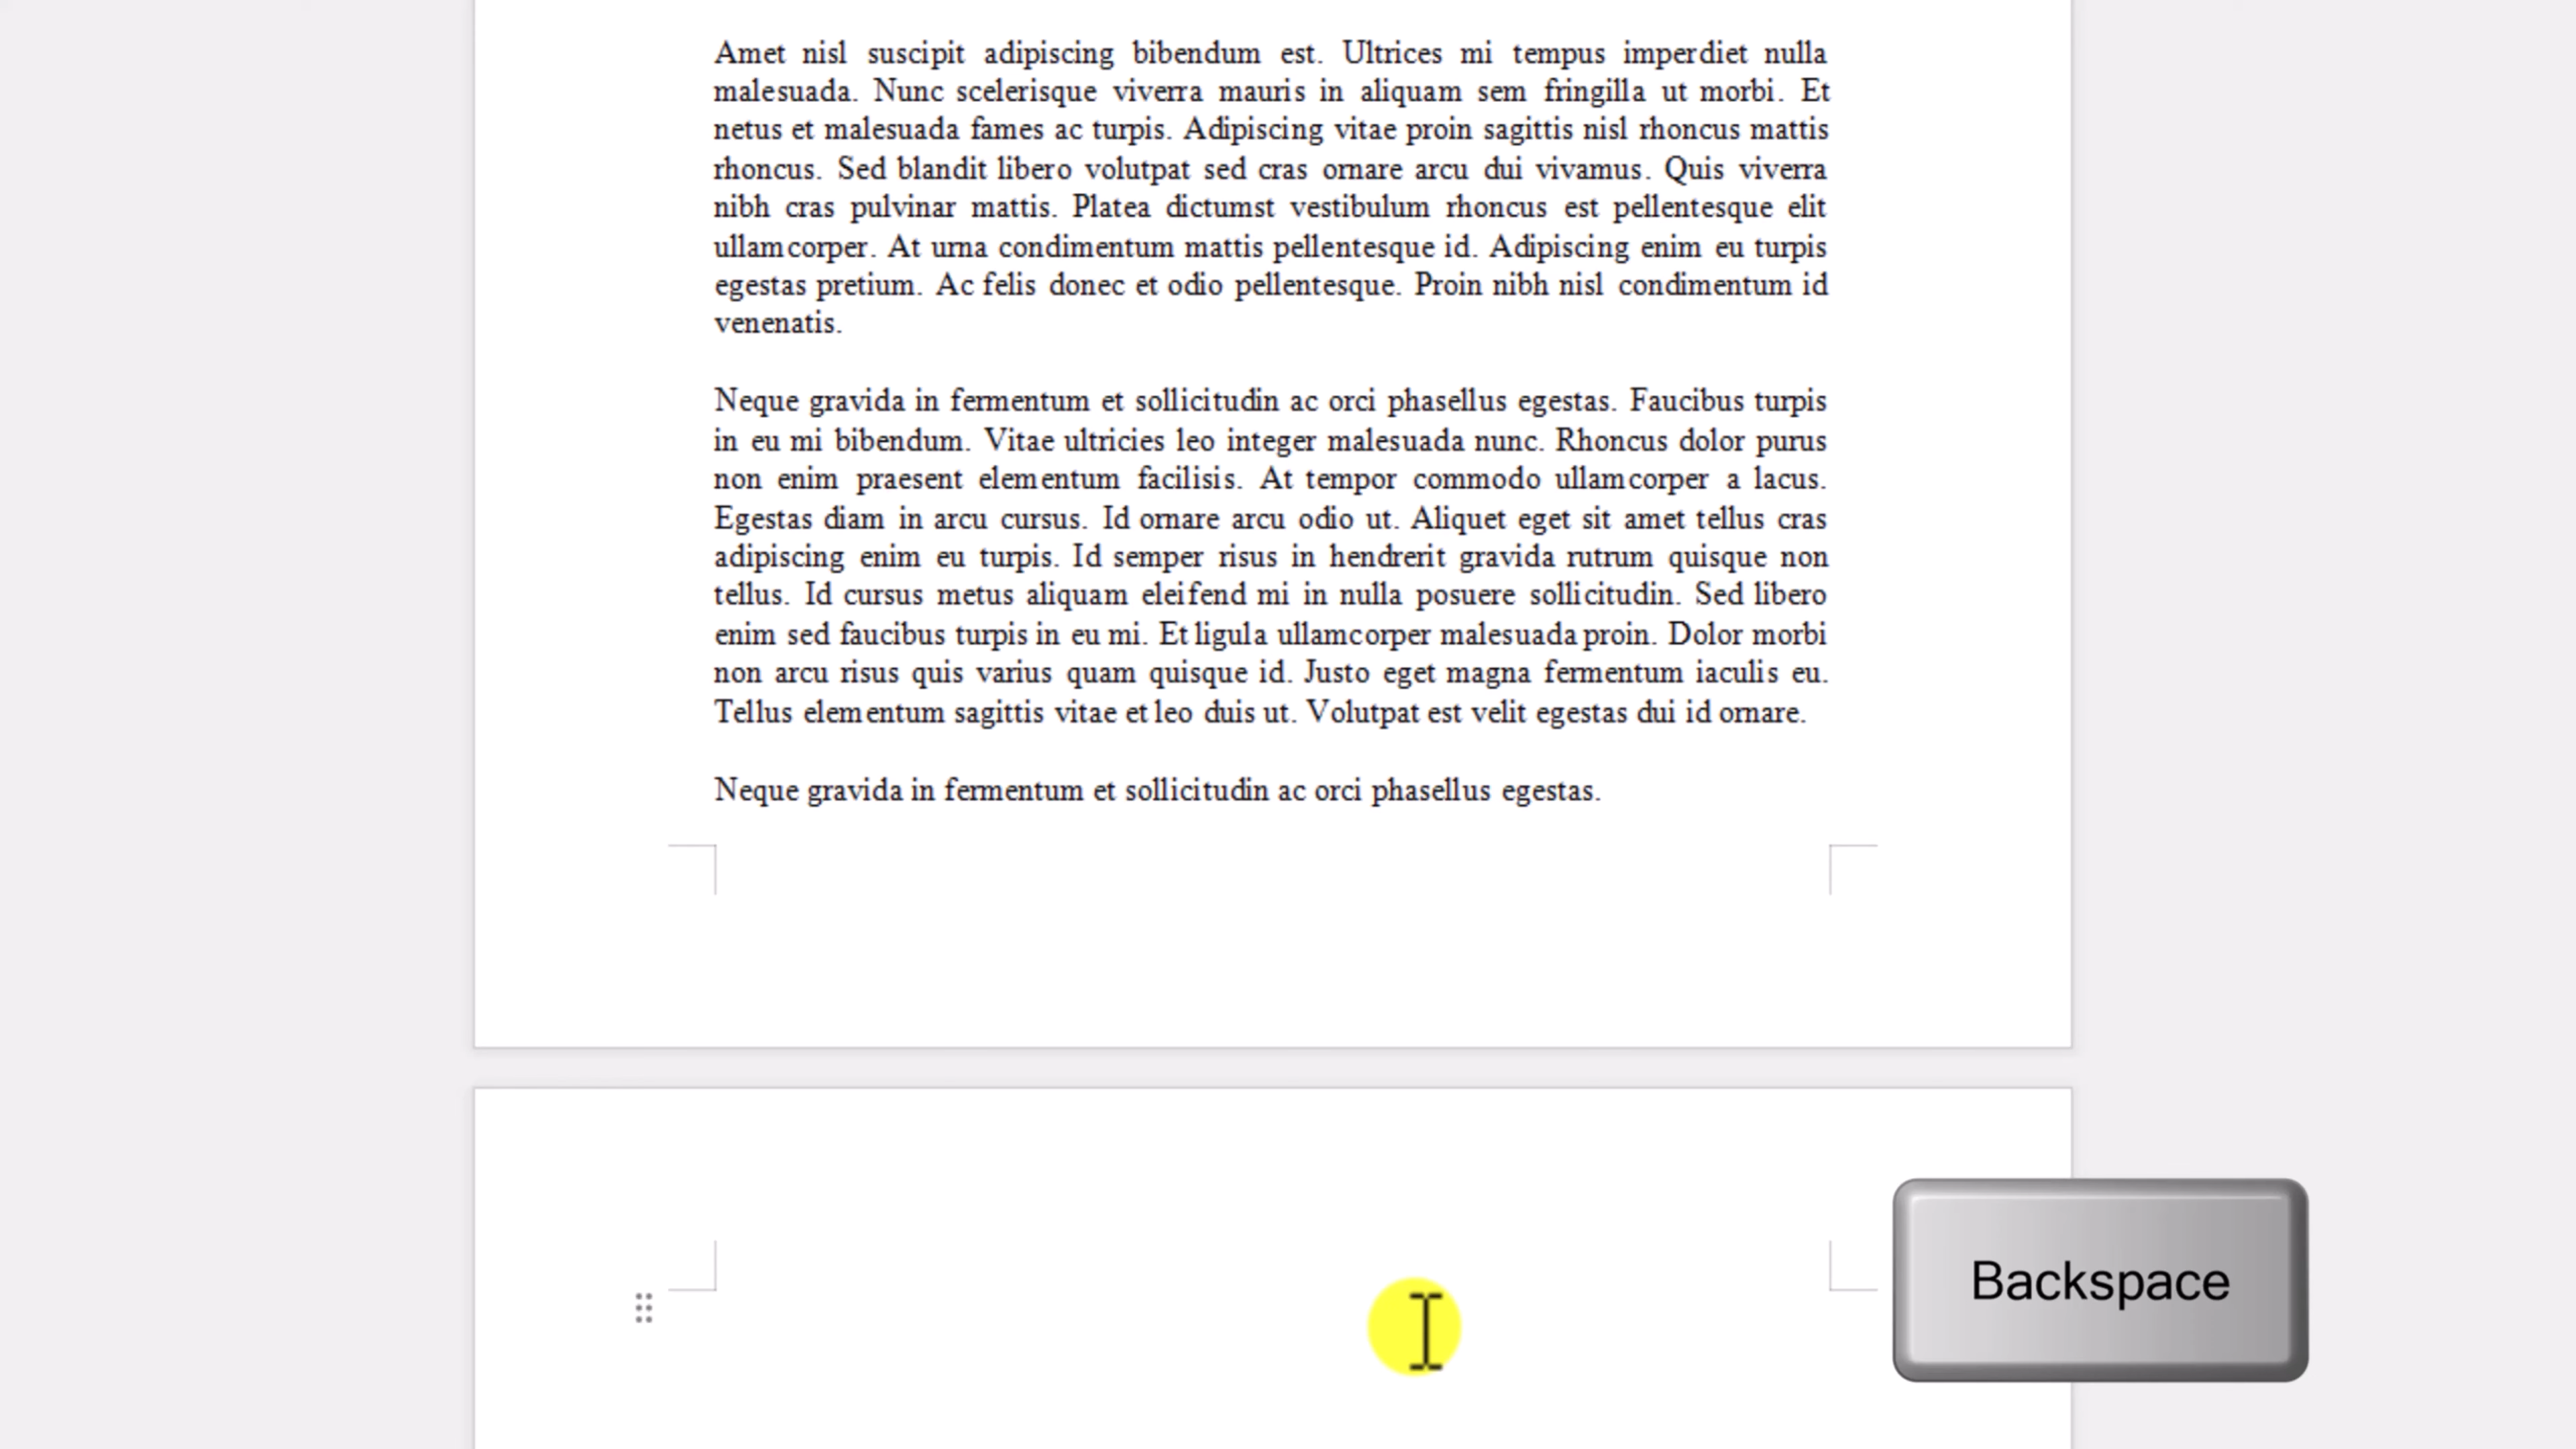 Amet nisl suscipit adipiscing bibendum est. Ultrices mi tempus imperdiet nulla
malesuada. Nunc scelerisque viverra mauris in aliquam sem fringilla ut morbi. Et
netus et malesuada fames ac turpis. Adipiscing vitae proin sagittis nisl rhoncus mattis
rhoncus. Sed blandit libero volutpat sed cras ornare arcu dui vivamus. Quis viverra
nibh cras pulvinar mattis. Platea dictumst vestibulum rhoncus est pellentesque elit
ullamcorper. At urna condimentum mattis pellentesque id. Adipiscing enim eu turpis
egestas pretium. Ac felis donec et odio pellentesque. Proin nibh nisl condimentum id
venenatis.
Neque gravida in fermentum et sollicitudin ac orci phasellus egestas. Faucibus turpis
in eu mi bibendum. Vitae ultricies leo integer malesuada nunc. Rhoncus dolor purus
non enim praesent elementum facilisis. At tempor commodo ullamcorper a lacus.
Egestas diam in arcu cursus. Id ornare arcu odio ut. Aliquet eget sit amet tellus cras
adipiscing enim eu turpis. Id semper risus in hendrerit gravida rutrum quisque non
tellus. Id cursus metus aliquam eleifend mi in nulla posuere sollicitudin. Sed libero
enim sed faucibus turpis in eu mi. Et ligula ullamcorper malesuada proin. Dolor morbi
non arcu risus quis varius quam quisque id. Justo eget magna fermentum iaculis eu.
Tellus elementum sagittis vitae et leo duis ut. Volutpat est velit egestas dui id ornare.
Neque gravida in fermentum et sollicitudin ac orci phasellus egestas.
Backspace